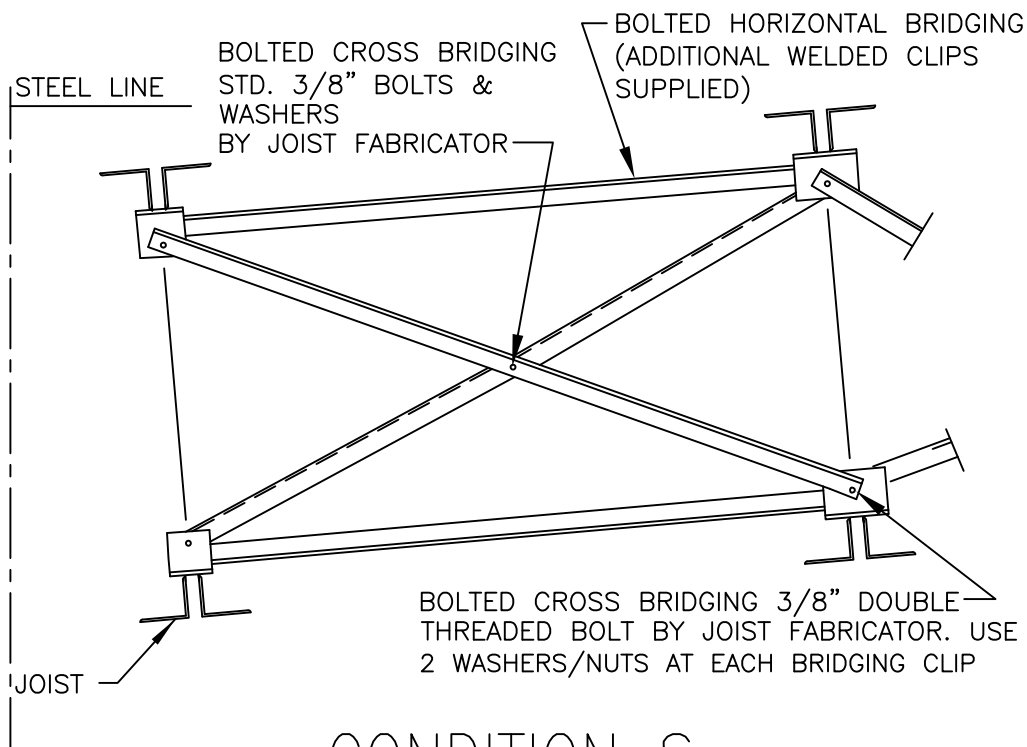 BOLTED HORIZONTAL BRIDGING
(ADDITIONAL WELDED CLIPS
SUPPLIED)
BOLTED CROSS BRIDGING
STD. 3/8” BOLTS &
WASHERS
BY JOIST FABRICATOR
STEEL LINE
BOLTED CROSS BRIDGING 3/8” DOUBLE
THREADED BOLT BY JOIST FABRICATOR. USE
2 WASHERS/NUTS AT EACH BRIDGING CLIP
JOIST
CONDITION